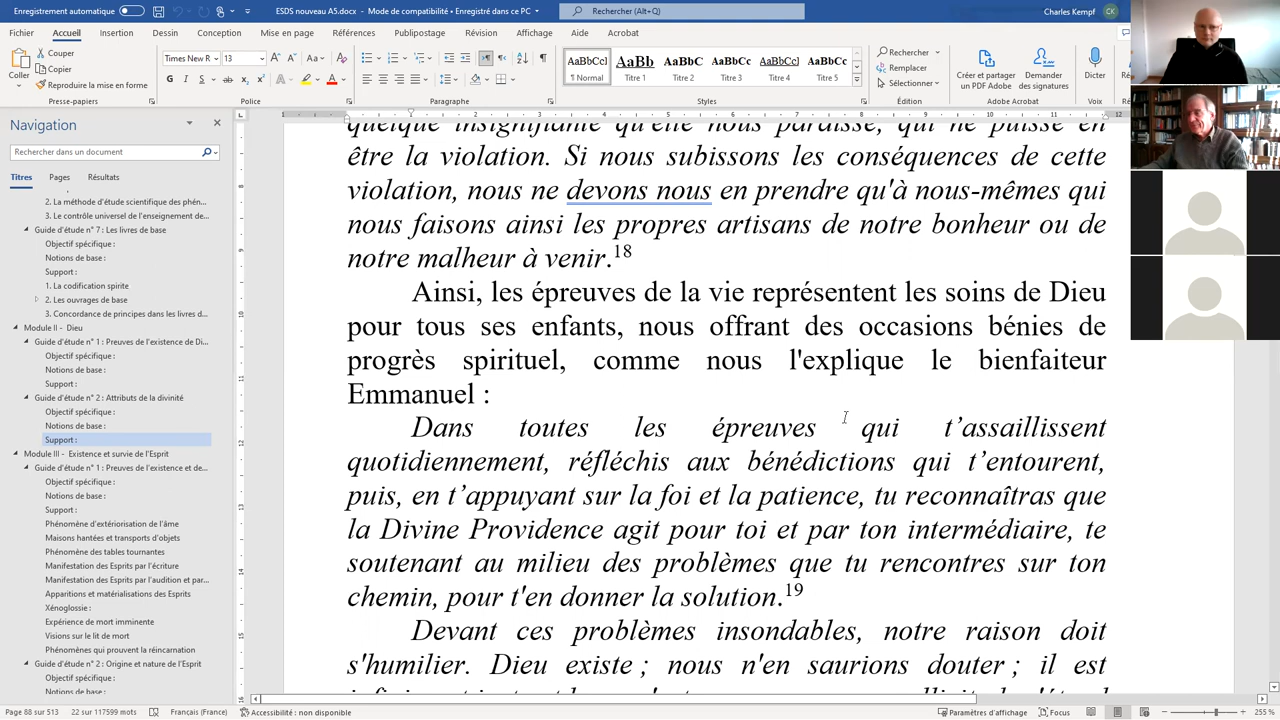 Enregistrement automatique
ESDS nouveau A5.docx - Mode de compatibilité • Enregistré dans ce PC
Rechercher (Alt+Q)
Charles Kempf
CK
Fichier Accueil Insertion Dessin Conception Mise en page Références Publipostage Révision Affichage Aide Acrobat
Coller
Couper
Copier
Reproduire la mise en forme
Presse-papiers
Times New R 13
Police
Paragraphe
AaBbCcI AaBb AaBbC AaBbCc AaBbCcI AaBbCc
¶ Normal Titre 1 Titre 2 Titre 3 Titre 4 Titre 5
Styles
Rechercher
Remplacer
Sélectionner
Édition
Créer et partager un PDF Adobe
Demander des signatures
Adobe Acrobat
Dicter
Voix
Navigation
Rechercher dans un document
Titres Pages Résultats
2. La méthode d'étude scientifique des phén...
3. Le contrôle universel de l'enseignement de...
Guide d'étude n° 7 : Les livres de base
Objectif spécifique :
Notions de base :
Support :
1. La codification spirite
2. Les ouvrages de base
3. Concordance de principes dans les livres d...
Module II - Dieu
Guide d'étude n° 1 : Preuves de l'existence de Di...
Objectif spécifique :
Notions de base :
Support :
Guide d'étude n° 2 : Attributs de la divinité
Objectif spécifique :
Notions de base :
Support :
Module III - Existence et survie de l'Esprit
Guide d'étude n° 1 : Preuves de l'existence et de...
Objectif spécifique :
Notions de base :
Support :
Phénomène d'extériorisation de l'âme
Maisons hantées et transports d'objets
Phénomène des tables tournantes
Manifestation des Esprits par l'écriture
Manifestation des Esprits par l'audition et par...
Apparitions et matérialisations des Esprits
Xénoglossie :
Expérience de mort imminente
Visions sur le lit de mort
Phénomènes qui prouvent la réincarnation
Guide d'étude n° 2 : Origine et nature de l'Esprit
Objectif spécifique :
Notions de base :
quelque insignifiante qu'elle nous paraisse, qui ne puisse en
être la violation. Si nous subissons les conséquences de cette
violation, nous ne devons nous en prendre qu'à nous-mêmes qui
nous faisons ainsi les propres artisans de notre bonheur ou de
notre malheur à venir.18
Ainsi, les épreuves de la vie représentent les soins de Dieu
pour tous ses enfants, nous offrant des occasions bénies de
progrès spirituel, comme nous l'explique le bienfaiteur
Emmanuel :
Dans toutes les épreuves qui t’assaillissent
quotidiennement, réfléchis aux bénédictions qui t’entourent,
puis, en t’appuyant sur la foi et la patience, tu reconnaîtras que
la Divine Providence agit pour toi et par ton intermédiaire, te
soutenant au milieu des problèmes que tu rencontres sur ton
chemin, pour t'en donner la solution.19
Devant ces problèmes insondables, notre raison doit
s'humilier. Dieu existe ; nous n'en saurions douter ; il est
Page 88 sur 513 22 sur 117599 mots Français (France) Accessibilité : non disponible
Paramètres d'affichage Focus 255 %